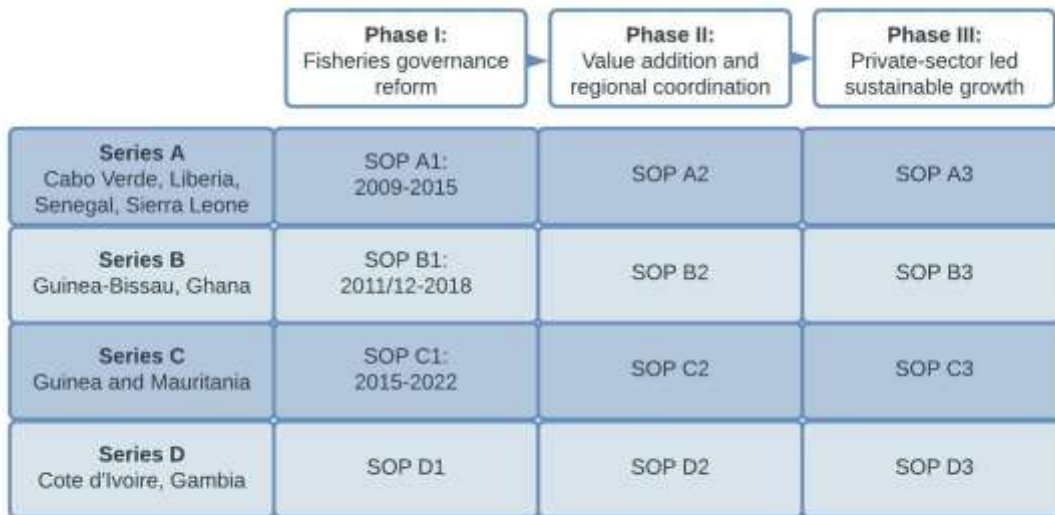 Phase I:
Fisheries governance
reform
Phase II:
Value addition and
regional coordination
Phase III:
Private-sector led
sustainable growth
Series A
Cabo Verde, Liberia,
Senegal, Sierra Leone
SOP A1:
2009-2015
SOP A2
SOP A3
Series B
Guinea-Bissau, Ghana
SOP B1:
2011/12-2018
SOP B2
SOP B3
Series C
Guinea and Mauritania
SOP C1:
2015-2022
SOP C2
SOP C3
Series D
Cote d'Ivoire, Gambia
SOP D1
SOP D2
SOP D3